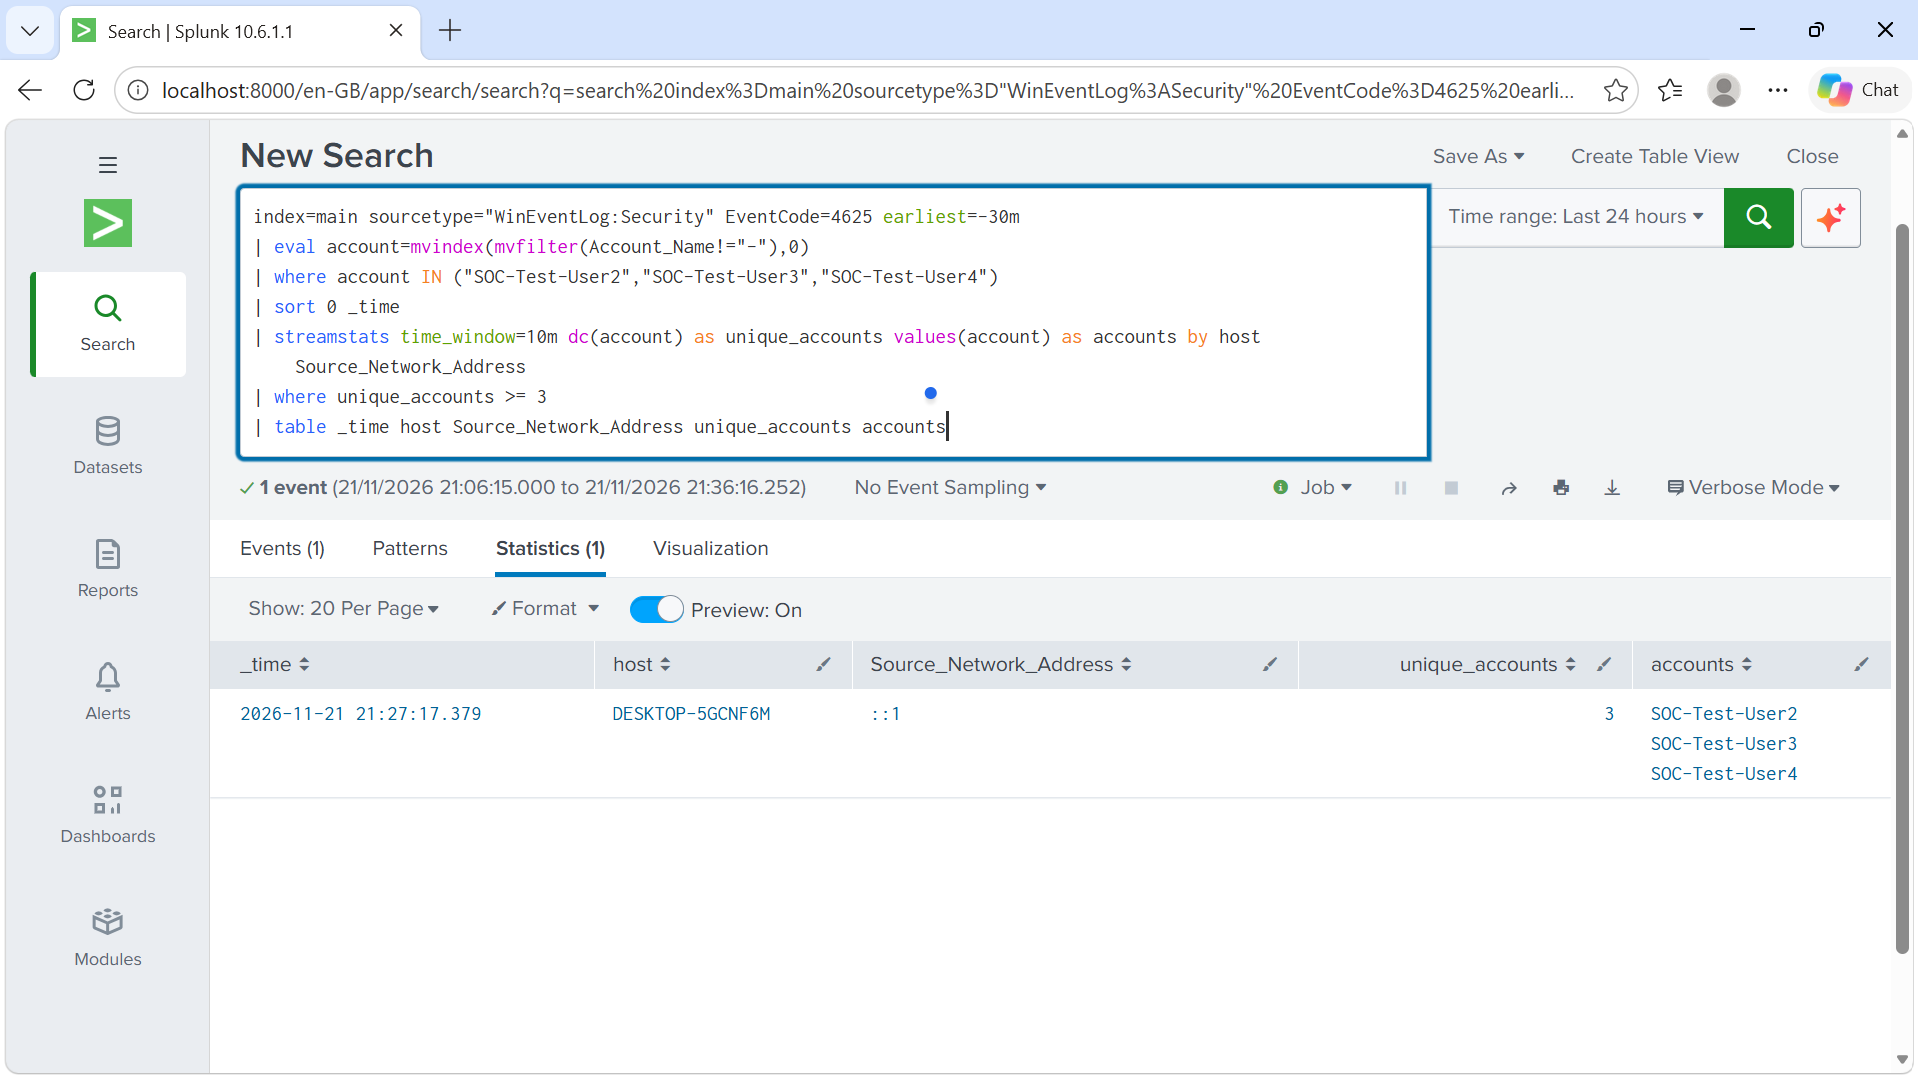 Search | Splunk 10.6.1.1
localhost:8000/en-GB/app/search/search?q=search%20index%3Dmain%20sourcetype%3D"WinEventLog%3ASecurity"%20EventCode%3D4625%20earli...
Chat
New Search
Save As
Create Table View
Close
index=main sourcetype="WinEventLog:Security" EventCode=4625 earliest=-30m
| eval account=mvindex(mvfilter(Account_Name!="-"),0)
| where account IN ("SOC-Test-User2","SOC-Test-User3","SOC-Test-User4")
| sort 0 _time
| streamstats time_window=10m dc(account) as unique_accounts values(account) as accounts by host
Source_Network_Address
| where unique_accounts >= 3
| table _time host Source_Network_Address unique_accounts accounts
Time range: Last 24 hours
Search
Datasets
Reports
Alerts
Dashboards
Modules
1 event (21/11/2026 21:06:15.000 to 21/11/2026 21:36:16.252)
No Event Sampling
Job
Verbose Mode
Events (1)
Patterns
Statistics (1)
Visualization
Show: 20 Per Page
Format
Preview: On
_time
host
Source_Network_Address
unique_accounts
accounts
2026-11-21 21:27:17.379
DESKTOP-5GCNF6M
::1
3
SOC-Test-User2
SOC-Test-User3
SOC-Test-User4